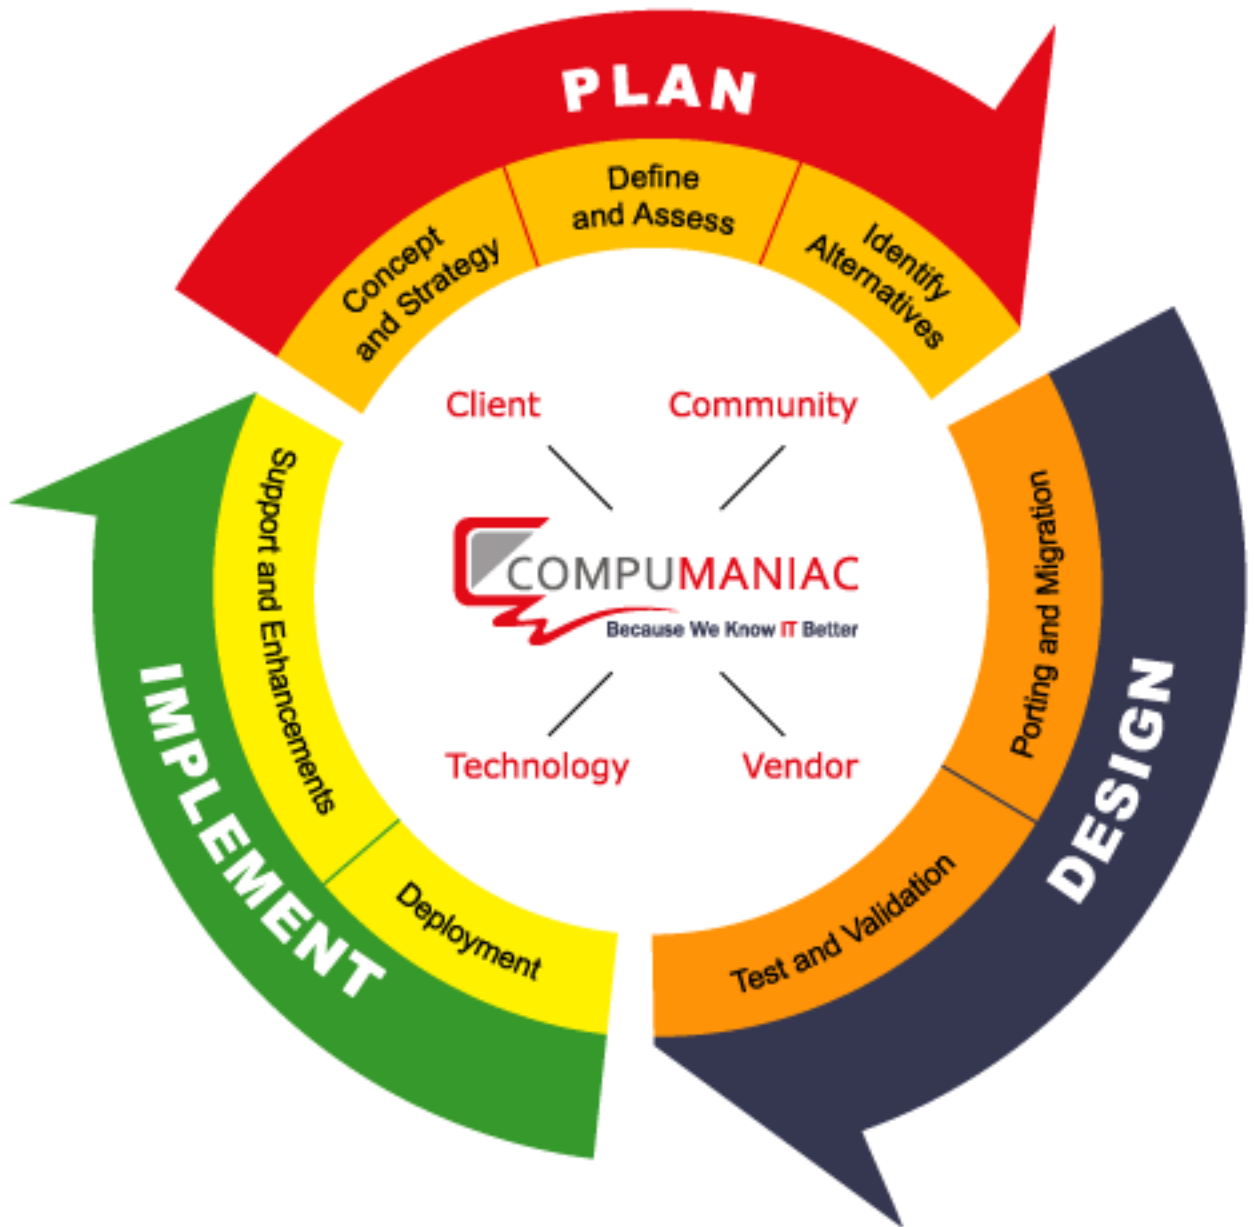 PLAN
Concept
and Strategy
Define
and Assess
Identify
Alternatives
DESIGN
Porting and Migration
Test and Validation
IMPLEMENT
Deployment
Support and Enhancements
Client
Community
COMPUMANIAC
Because We Know IT Better
Technology
Vendor